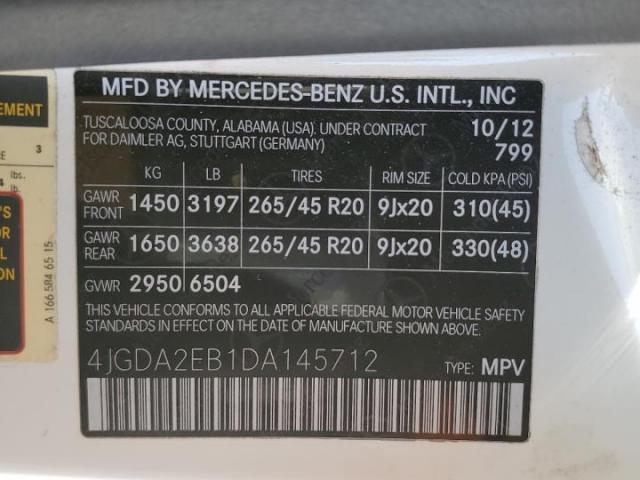 MFD BY MERCEDES-BENZ U.S. INTL., INC
TUSCALOOSA COUNTY, ALABAMA (USA). UNDER CONTRACT 10/12
FOR DAIMLER AG, STUTTGART (GERMANY) 799
KG LB TIRES RIM SIZE COLD KPA(PSI)
GAWR FRONT 1450 3197 265/45 R20 9Jx20 310(45)
GAWR REAR 1650 3638 265/45 R20 9Jx20 330(48)
GVWR 2950 6504
THIS VEHICLE CONFORMS TO ALL APPLICABLE FEDERAL MOTOR VEHICLE SAFETY
STANDARDS IN EFFECT ON THE DATE OF MANUFACTURE SHOWN ABOVE.
4JGDA2EB1DA145712 TYPE: MPV
EMENT
3
lbs.
lb.
'S
A 166 584 65 15